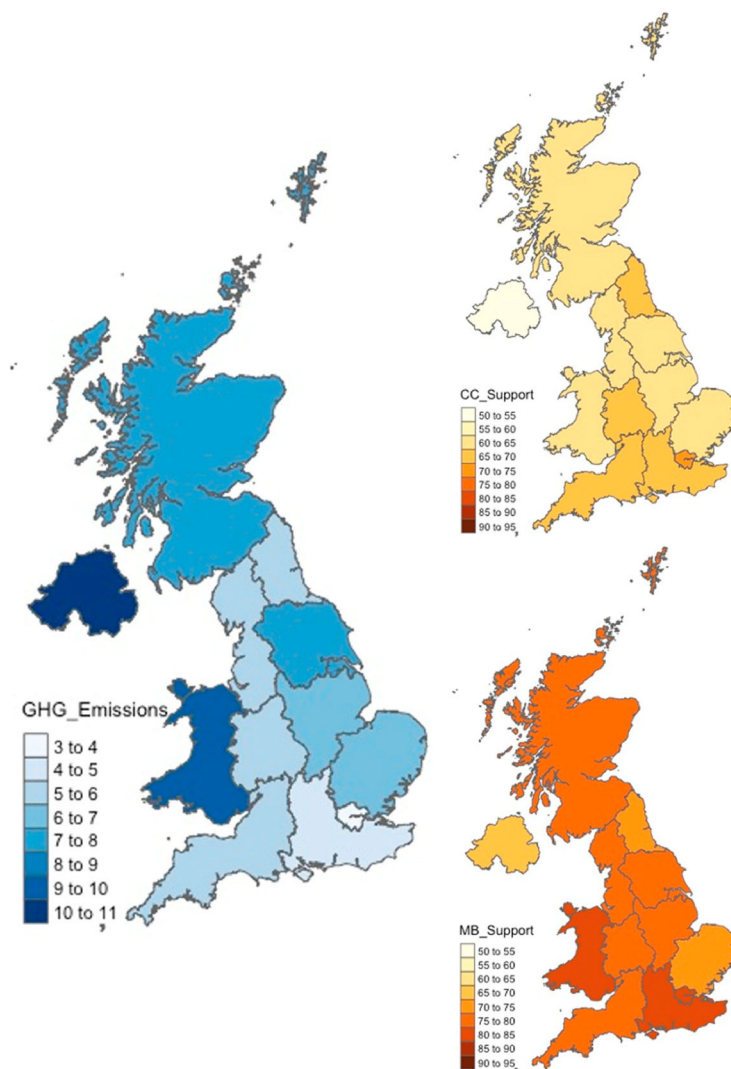 GHG_Emissions
3 to 4
4 to 5
5 to 6
6 to 7
7 to 8
8 to 9
9 to 10
10 to 11
,
CC_Support
50 to 55
55 to 60
60 to 65
65 to 70
70 to 75
75 to 80
80 to 85
85 to 90
90 to 95,
MB_Support
50 to 55
55 to 60
60 to 65
65 to 70
70 to 75
75 to 80
80 to 85
85 to 90
90 to 95,